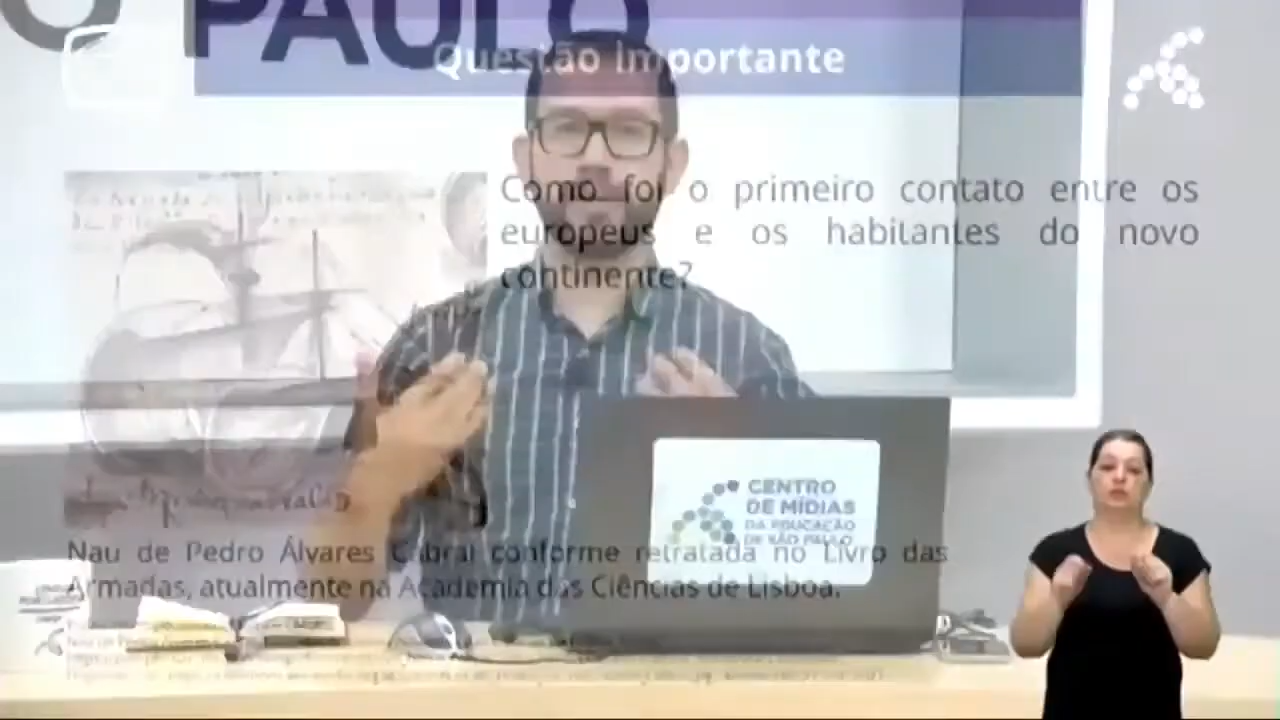 O PAULO
Questão Importante
Como foi o primeiro contato entre os
europeus e os habitantes do novo
continente?
Nau de Pedro Álvares Cabral conforme retratada no Livro das
Armadas, atualmente na Academia das Ciências de Lisboa.
CENTRO
DE MÍDIAS
DA EDUCAÇÃO
DE SÃO PAULO